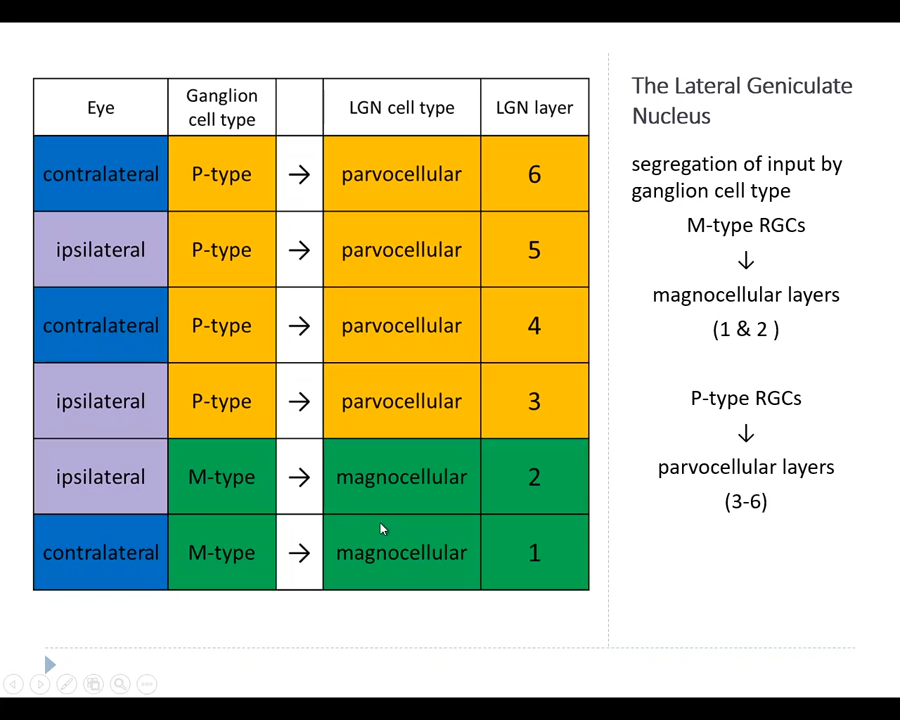 Eye
Ganglion
cell type
LGN cell type
LGN layer
contralateral P-type → parvocellular 6
ipsilateral P-type → parvocellular 5
contralateral P-type → parvocellular 4
ipsilateral P-type → parvocellular 3
ipsilateral M-type → magnocellular 2
contralateral M-type → magnocellular 1
The Lateral Geniculate
Nucleus
segregation of input by
ganglion cell type
M-type RGCs
↓
magnocellular layers
(1 & 2 )
P-type RGCs
↓
parvocellular layers
(3-6)